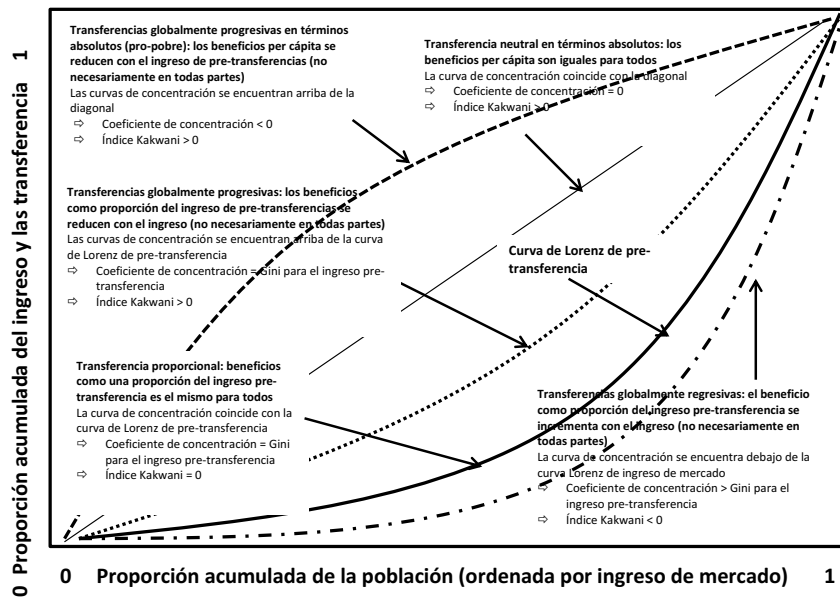 Transferencias globalmente progresivas en términos
absolutos (pro-pobre): los beneficios per cápita se
reducen con el ingreso de pre-transferencias (no
necesariamente en todas partes)
Las curvas de concentración se encuentran arriba de la
diagonal
⇨ Coeficiente de concentración < 0
⇨ Índice Kakwani > 0
Transferencia neutral en términos absolutos: los
beneficios per cápita son iguales para todos
La curva de concentración coincide con la diagonal
⇨ Coeficiente de concentración = 0
⇨ Índice Kakwani > 0
Transferencias globalmente progresivas: los beneficios
como proporción del ingreso de pre-transferencias se
reducen con el ingreso (no necesariamente en todas partes)
Las curvas de concentración se encuentran arriba de la curva
de Lorenz de pre-transferencia
⇨ Coeficiente de concentración = Gini para el ingreso pre-
transferencia
⇨ Índice Kakwani > 0
Curva de Lorenz de pre-
transferencia
Transferencia proporcional: beneficios
como una proporción del ingreso pre-
transferencia es el mismo para todos
La curva de concentración coincide con la
curva de Lorenz de pre-transferencia
⇨ Coeficiente de concentración = Gini
para el ingreso pre-transferencia
⇨ Índice Kakwani = 0
Transferencias globalmente regresivas: el beneficio
como proporción del ingreso pre-transferencia se
incrementa con el ingreso (no necesariamente en
todas partes)
La curva de concentración se encuentra debajo de la
curva Lorenz de ingreso de mercado
⇨ Coeficiente de concentración > Gini para el
ingreso pre-transferencia
⇨ Índice Kakwani < 0
0 Proporción acumulada del ingreso y las transferencia 1
0 Proporción acumulada de la población (ordenada por ingreso de mercado) 1